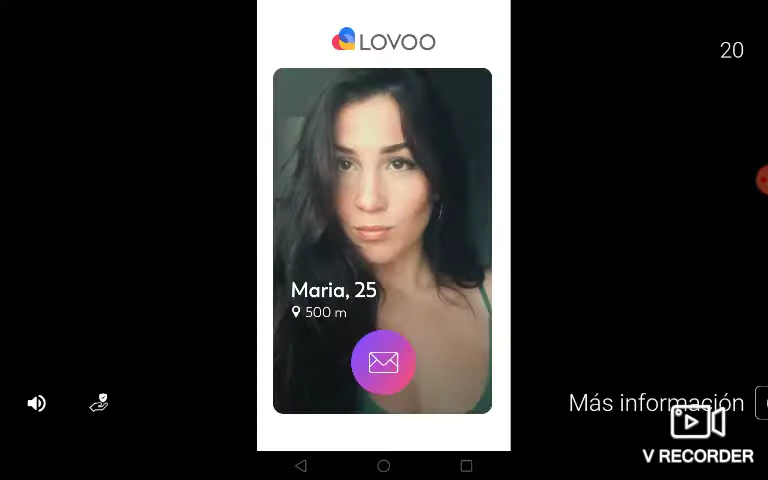 LOVOO
20
Maria, 25
500 m
Más información
V RECORDER